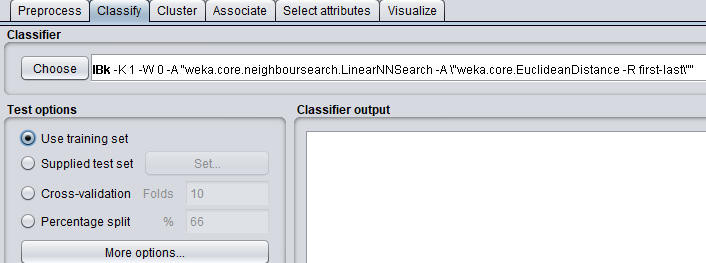 Preprocess Classify Cluster Associate Select attributes Visualize
Classifier
Choose IBk -K 1 -W 0 -A "weka.core.neighboursearch.LinearNNSearch -A \"weka.core.EuclideanDistance -R first-last\""
Test options
Use training set
Supplied test set Set...
Cross-validation Folds 10
Percentage split % 66
More options...
Classifier output